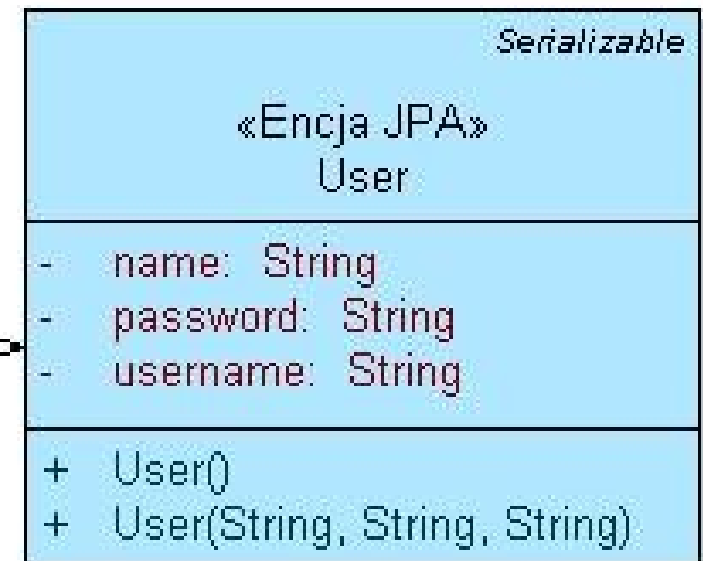 Serializable
«Encja JPA»
User
- name: String
- password: String
- username: String
+ User()
+ User(String, String, String)